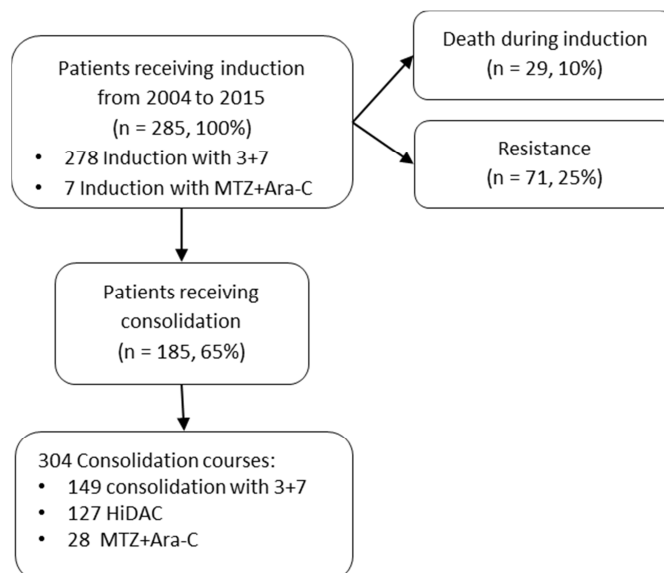 Patients receiving induction
from 2004 to 2015
(n = 285, 100%)
• 278 Induction with 3+7
• 7 Induction with MTZ+Ara-C
Death during induction
(n = 29, 10%)
Resistance
(n = 71, 25%)
Patients receiving
consolidation
(n = 185, 65%)
304 Consolidation courses:
• 149 consolidation with 3+7
• 127 HiDAC
• 28 MTZ+Ara-C